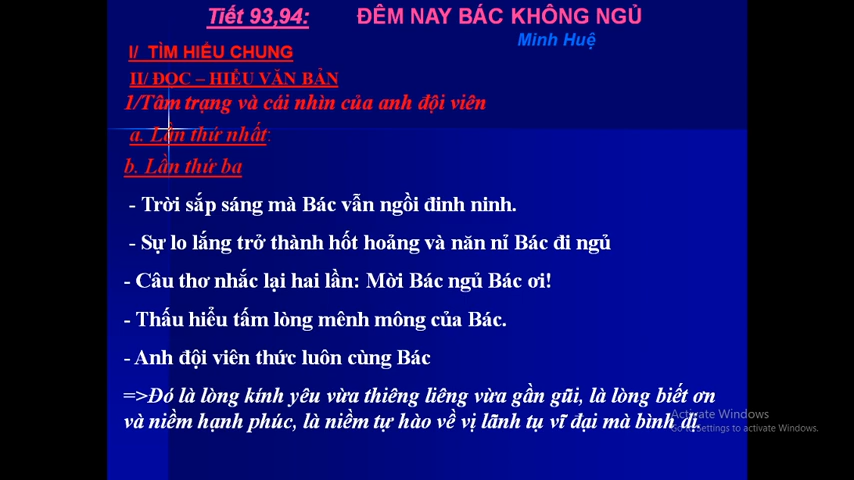 Tiết 93,94: ĐÊM NAY BÁC KHÔNG NGỦ
Minh Huệ
I/ TÌM HIỂU CHUNG
II/ ĐỌC – HIỂU VĂN BẢN
1/Tâm trạng và cái nhìn của anh đội viên
a. Lần thứ nhất:
b. Lần thứ ba
- Trời sắp sáng mà Bác vẫn ngồi đinh ninh.
- Sự lo lắng trở thành hốt hoảng và năn nỉ Bác đi ngủ
- Câu thơ nhắc lại hai lần: Mời Bác ngủ Bác ơi!
- Thấu hiểu tấm lòng mênh mông của Bác.
- Anh đội viên thức luôn cùng Bác
=>Đó là lòng kính yêu vừa thiêng liêng vừa gần gũi, là lòng biết ơn
và niềm hạnh phúc, là niềm tự hào về vị lãnh tụ vĩ đại mà bình dị.
Activate Windows
Go to Settings to activate Windows.